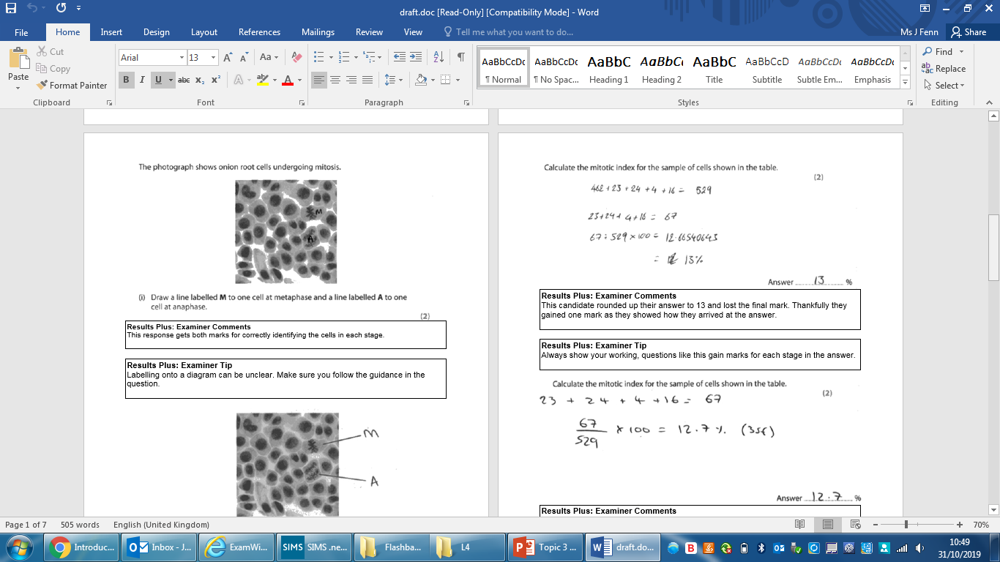 draft.doc [Read-Only] [Compatibility Mode] - Word
File Home Insert Design Layout References Mailings Review View Tell me what you want to do... Ms J Fenn Share
Paste
Cut
Copy
Format Painter
Clipboard
Arial 13
B I U abc x₂ x²
Font
Paragraph
AaBbCcDc AaBbCcDc AaBbC AaBbC AaBbC AaBbCcD AaBbCcDt AaBbCcDt
¶ Normal ¶ No Spac... Heading 1 Heading 2 Title Subtitle Subtle Em... Emphasis
Styles
Find
Replace
Select
Editing
The photograph shows onion root cells undergoing mitosis.
M
A
(i) Draw a line labelled M to one cell at metaphase and a line labelled A to one
cell at anaphase.
(2)
Results Plus: Examiner Comments
This response gets both marks for correctly identifying the cells in each stage.
Results Plus: Examiner Tip
Labelling onto a diagram can be unclear. Make sure you follow the guidance in the
question.
M
A
Calculate the mitotic index for the sample of cells shown in the table.
(2)
462 + 23 + 24 + 4 + 16 = 529
23+24+ 4+16 = 67
67 ÷ 529 × 100 = 12.66540643
= 13%
Answer 13 %
Results Plus: Examiner Comments
This candidate rounded up their answer to 13 and lost the final mark. Thankfully they
gained one mark as they showed how they arrived at the answer.
Results Plus: Examiner Tip
Always show your working, questions like this gain marks for each stage in the answer.
Calculate the mitotic index for the sample of cells shown in the table.
(2)
23 + 24 + 4 + 16 = 67
67
529 × 100 = 12.7 % (3sf)
Answer 12.7 %
Results Plus: Examiner Comments
Page 1 of 7 505 words English (United Kingdom) 70%
Introduc... Inbox - J... ExamWi... SIMS SIMS .ne... Flashba... L4 Topic 3 ... draft.do... 10:49
31/10/2019